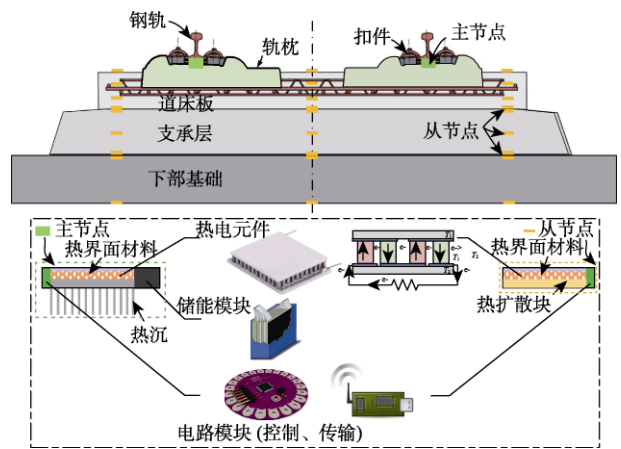 钢轨
轨枕
扣件
主节点
道床板
支承层
从节点
下部基础
主节点
热电元件
热界面材料
从节点
热界面材料
储能模块
热扩散块
热沉
电路模块 (控制、传输)